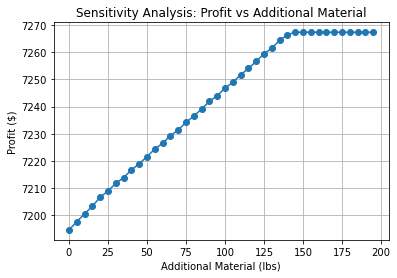 Sensitivity Analysis: Profit vs Additional Material
7270
7260
7250
7240
7230
7220
7210
7200
Profit ($)
0 25 50 75 100 125 150 175 200
Additional Material (lbs)